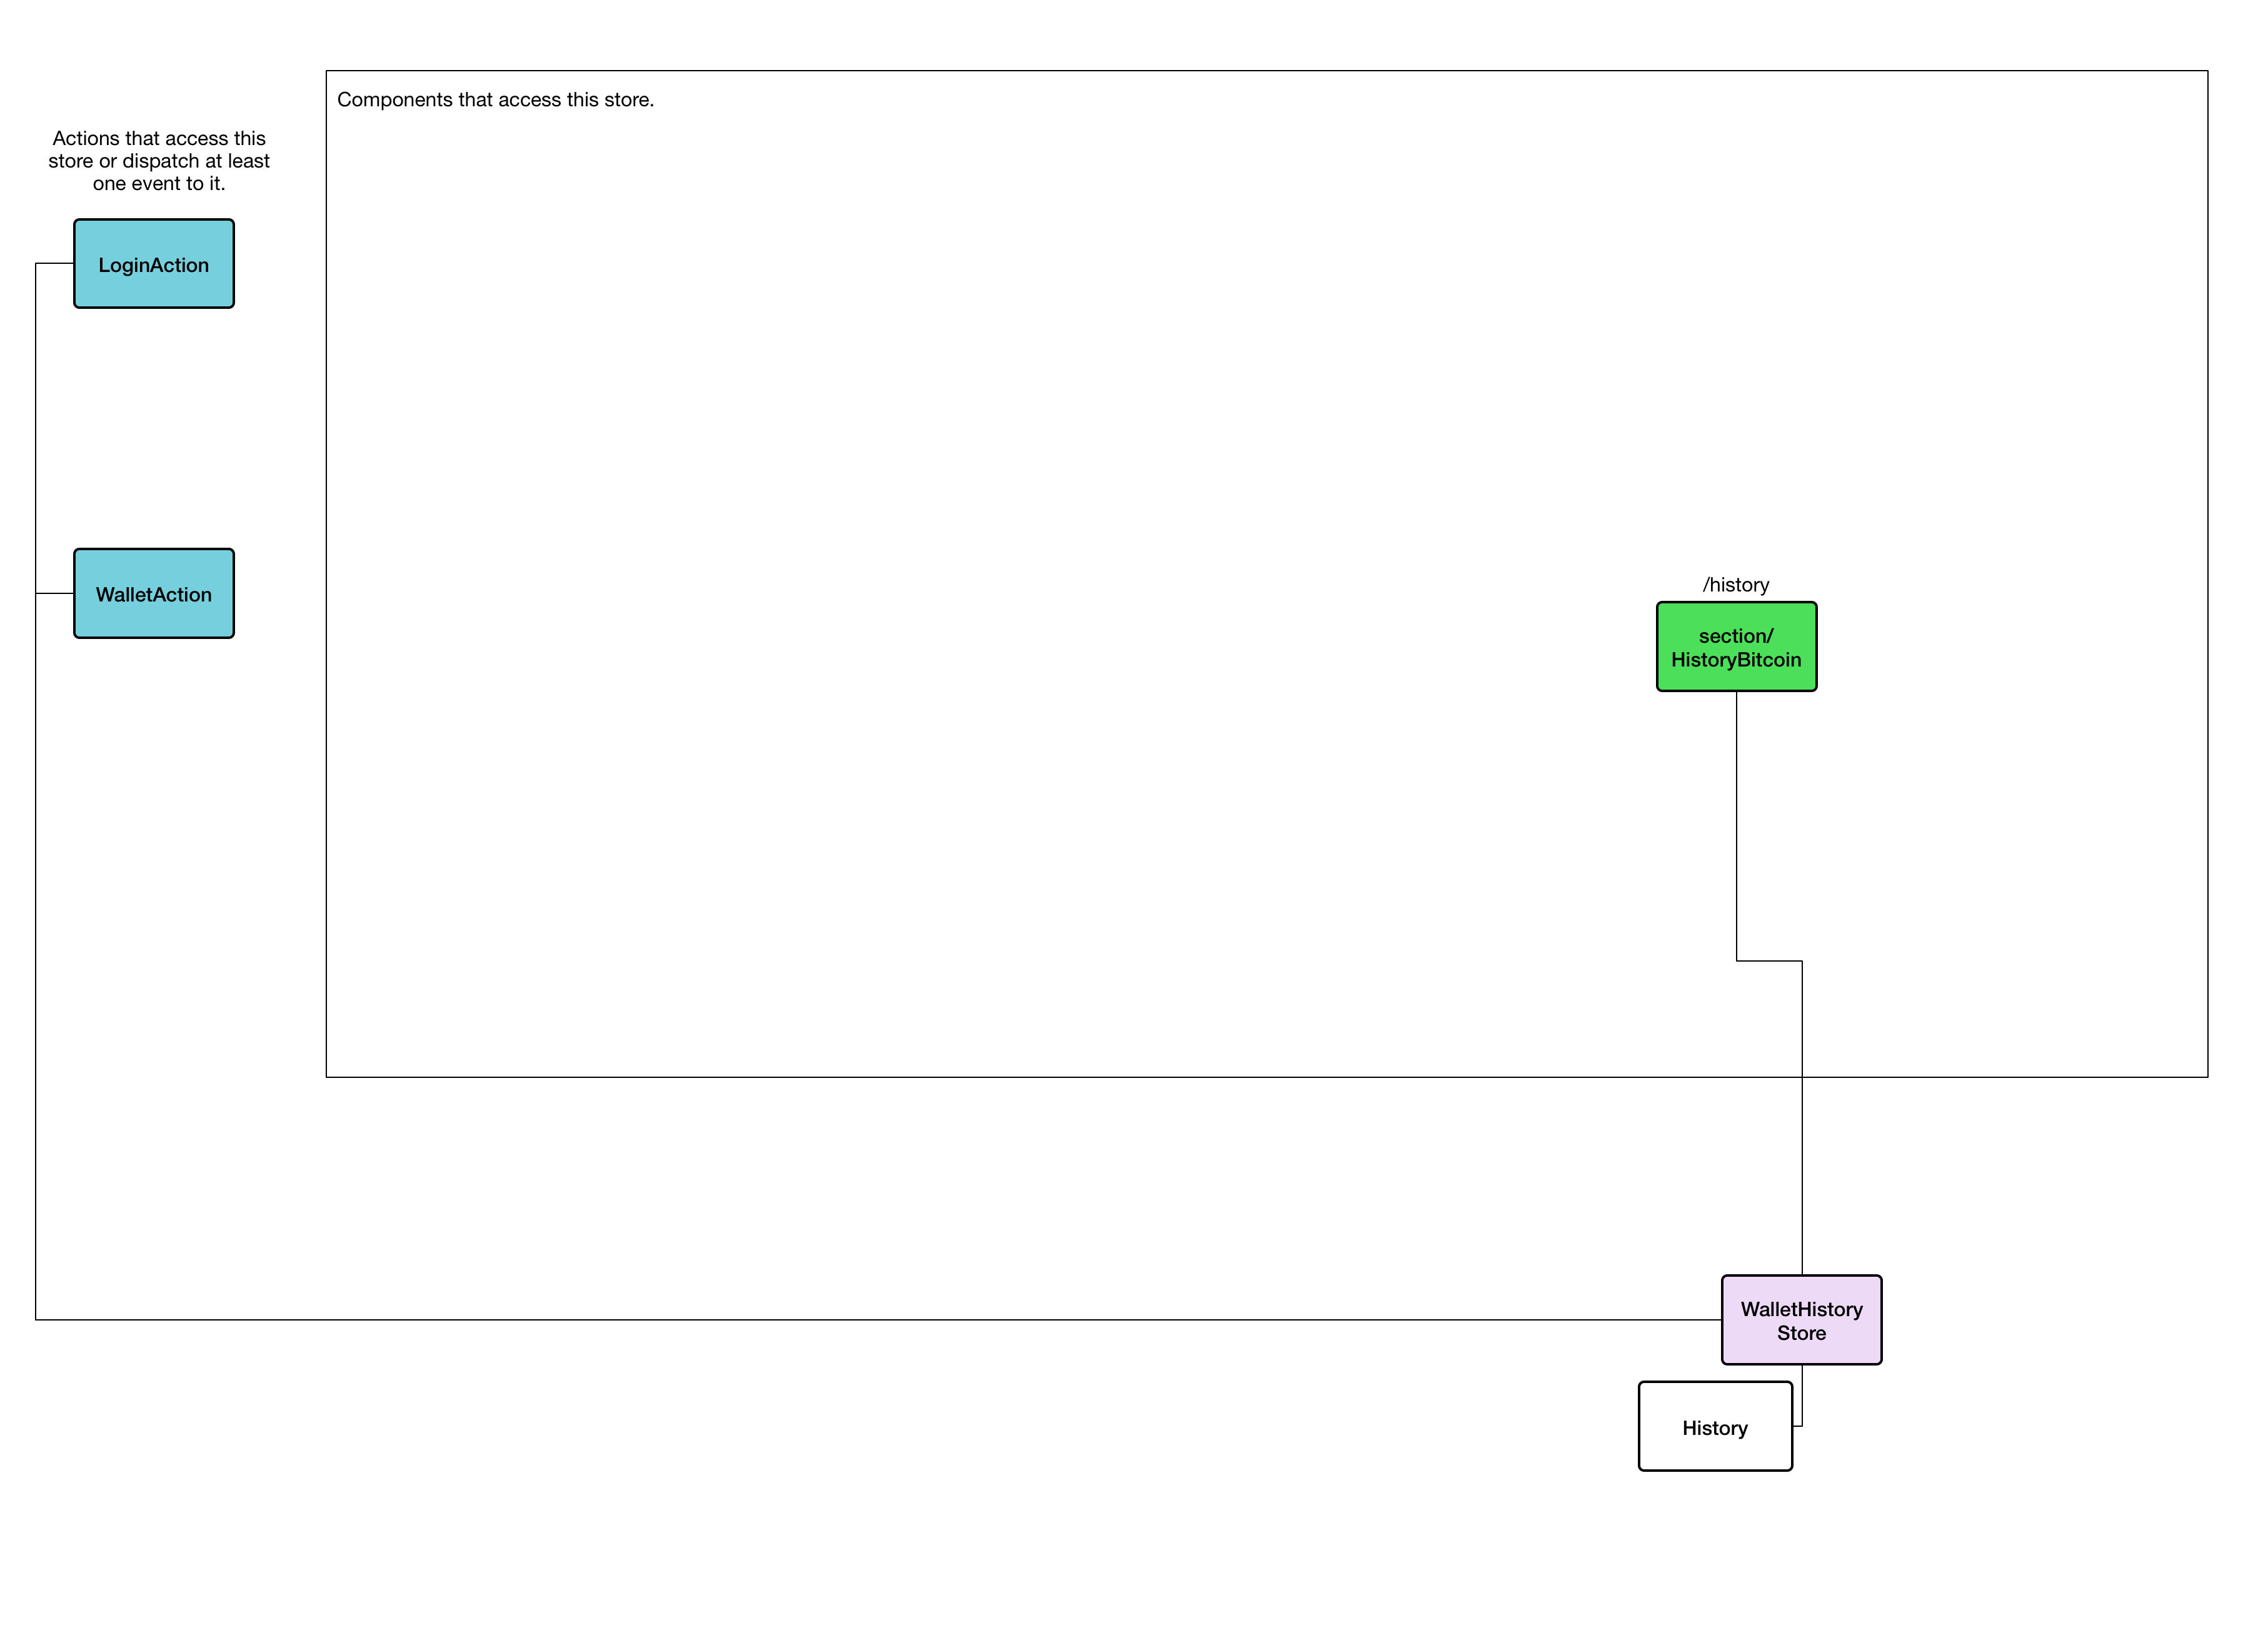 Components that access this store.
Actions that access this
store or dispatch at least
one event to it.
LoginAction
WalletAction
/history
section/
HistoryBitcoin
WalletHistory
Store
History